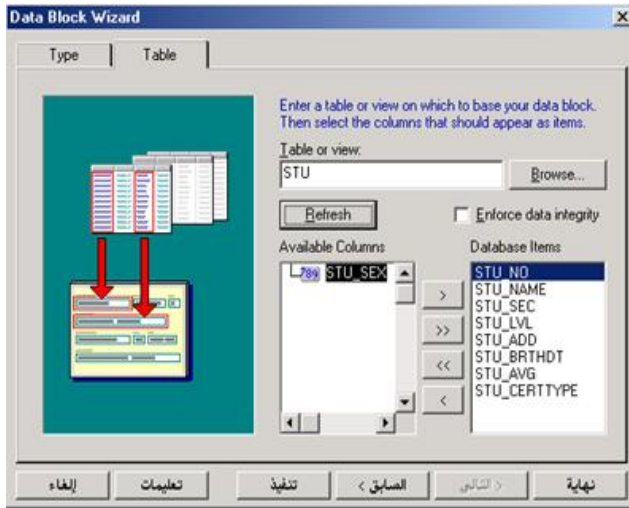 Data Block Wizard
Type
Table
Enter a table or view on which to base your data block.
Then select the columns that should appear as items.
Table or view:
STU
Browse...
Refresh
Enforce data integrity
Available Columns
Database Items
789 STU_SEX
>
>>
<<
<
STU_NO
STU_NAME
STU_SEC
STU_LVL
STU_ADD
STU_BRTHDT
STU_AVG
STU_CERTTYPE
إلغاء
تعليمات
تنفيذ
السابق >
< التالي
نهاية